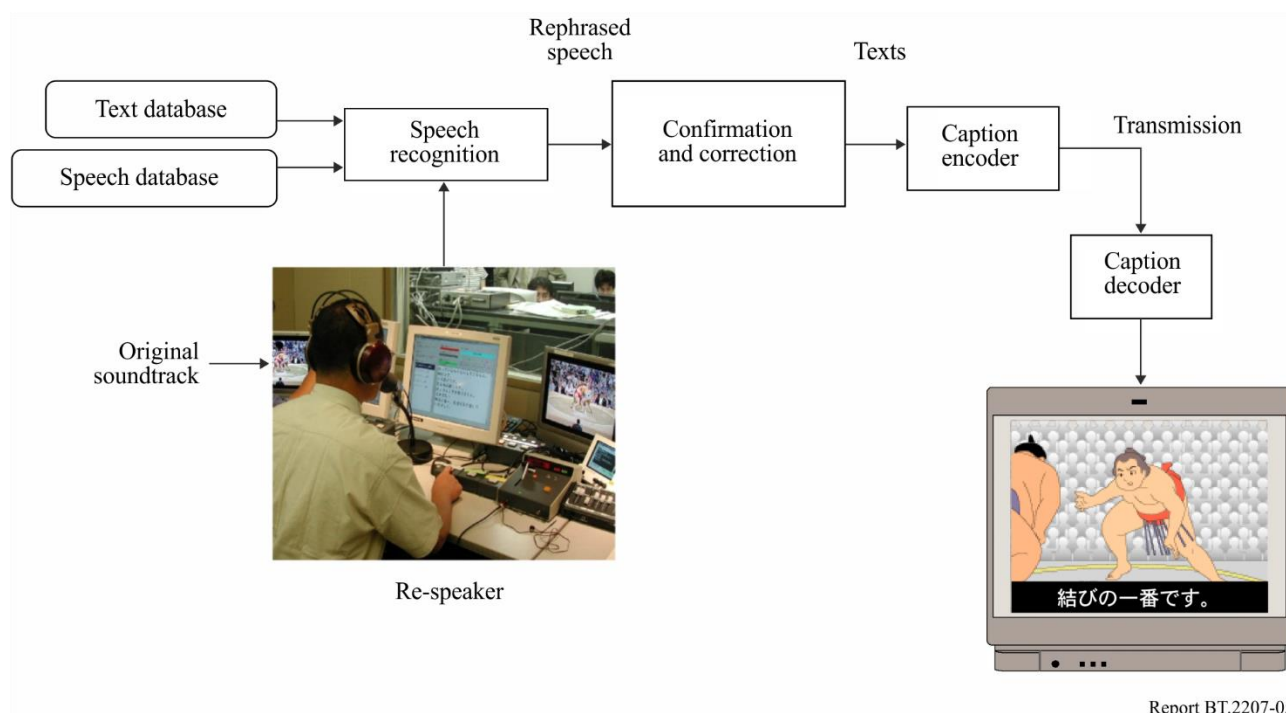 Rephrased
speech
Texts
Text database
Speech database
Speech
recognition
Confirmation
and correction
Caption
encoder
Transmission
Caption
decoder
Original
soundtrack
Re-speaker
結びの一番です。
Report BT.2207-0